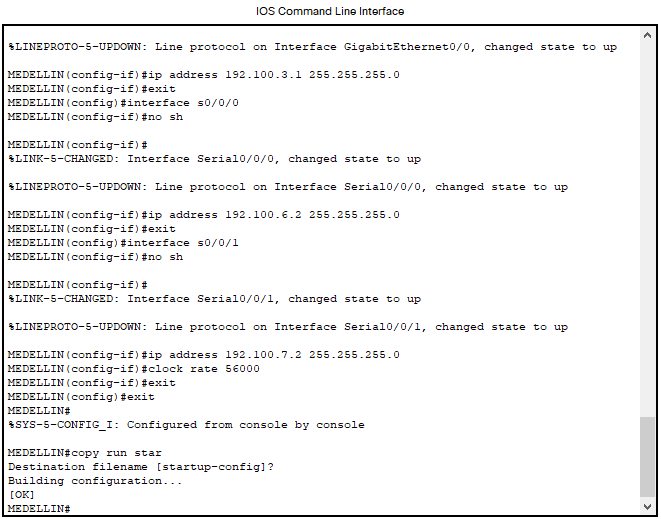 IOS Command Line Interface
%LINEPROTO-5-UPDOWN: Line protocol on Interface GigabitEthernet0/0, changed state to up
MEDELLIN(config-if)#ip address 192.100.3.1 255.255.255.0
MEDELLIN(config-if)#exit
MEDELLIN(config)#interface s0/0/0
MEDELLIN(config-if)#no sh
MEDELLIN(config-if)#
%LINK-5-CHANGED: Interface Serial0/0/0, changed state to up
%LINEPROTO-5-UPDOWN: Line protocol on Interface Serial0/0/0, changed state to up
MEDELLIN(config-if)#ip address 192.100.6.2 255.255.255.0
MEDELLIN(config-if)#exit
MEDELLIN(config)#interface s0/0/1
MEDELLIN(config-if)#no sh
MEDELLIN(config-if)#
%LINK-5-CHANGED: Interface Serial0/0/1, changed state to up
%LINEPROTO-5-UPDOWN: Line protocol on Interface Serial0/0/1, changed state to up
MEDELLIN(config-if)#ip address 192.100.7.2 255.255.255.0
MEDELLIN(config-if)#clock rate 56000
MEDELLIN(config-if)#exit
MEDELLIN(config)#exit
MEDELLIN#
%SYS-5-CONFIG_I: Configured from console by console
MEDELLIN#copy run star
Destination filename [startup-config]?
Building configuration...
[OK]
MEDELLIN#